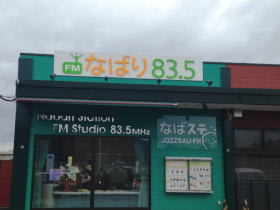 FM なばり 83.5
Nabari Station
FM Studio 83.5MHz
なばステ
JOZZ6AU-FM